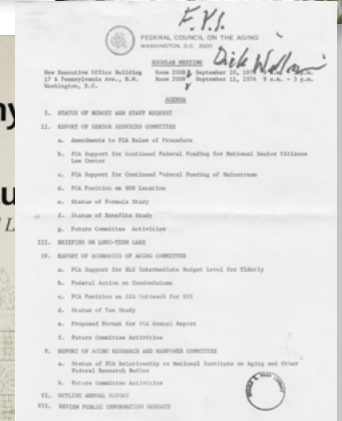 F.Y.I.
Dick
FEDERAL COUNCIL ON THE AGING
WASHINGTON, D.C. 20201
REGULAR MEETING
New Executive Office Building Room 2008 September 10, 197
17 & Pennsylvania Ave., N.W. Room 2008 September 12, 1974 9 a.m. - 3 p.m.
Washington, D.C.
AGENDA
I. STATUS OF BUDGET AND STAFF REQUEST
II. REPORT OF SENIOR SERVICES COMMITTEE
a. Amendments to FCA Rules of Procedure
b. FCA Support for Continued Federal Funding for National Senior Citizens
Law Center
c. FCA Support for Continued Federal Funding of Mainstream
d. FCA Position on Location
e. Status of Formula Study
f. Status of Benefits Study
g. Future Committee Activities
III. BRIEFING ON LONG-TERM CARE
IV. REPORT OF ECONOMICS OF AGING COMMITTEE
a. FCA Support for BLS Intermediate Budget Level for Elderly
b. Federal Action on Condominiums
c. FCA Position on SSA Outreach for SSI
d. Status of Tax Study
e. Proposed Format for FCA Annual Report
f. Future Committee Activities
V. REPORT OF AGING RESEARCH AND MANPOWER COMMITTEE
a. Status of FCA Relationship to National Institute on Aging and Other
Federal Research Bodies
b. Future Committee Activities
VI. OUTLINE ANNUAL REPORT
VII. REVIEW PUBLIC INFORMATION MANDATE